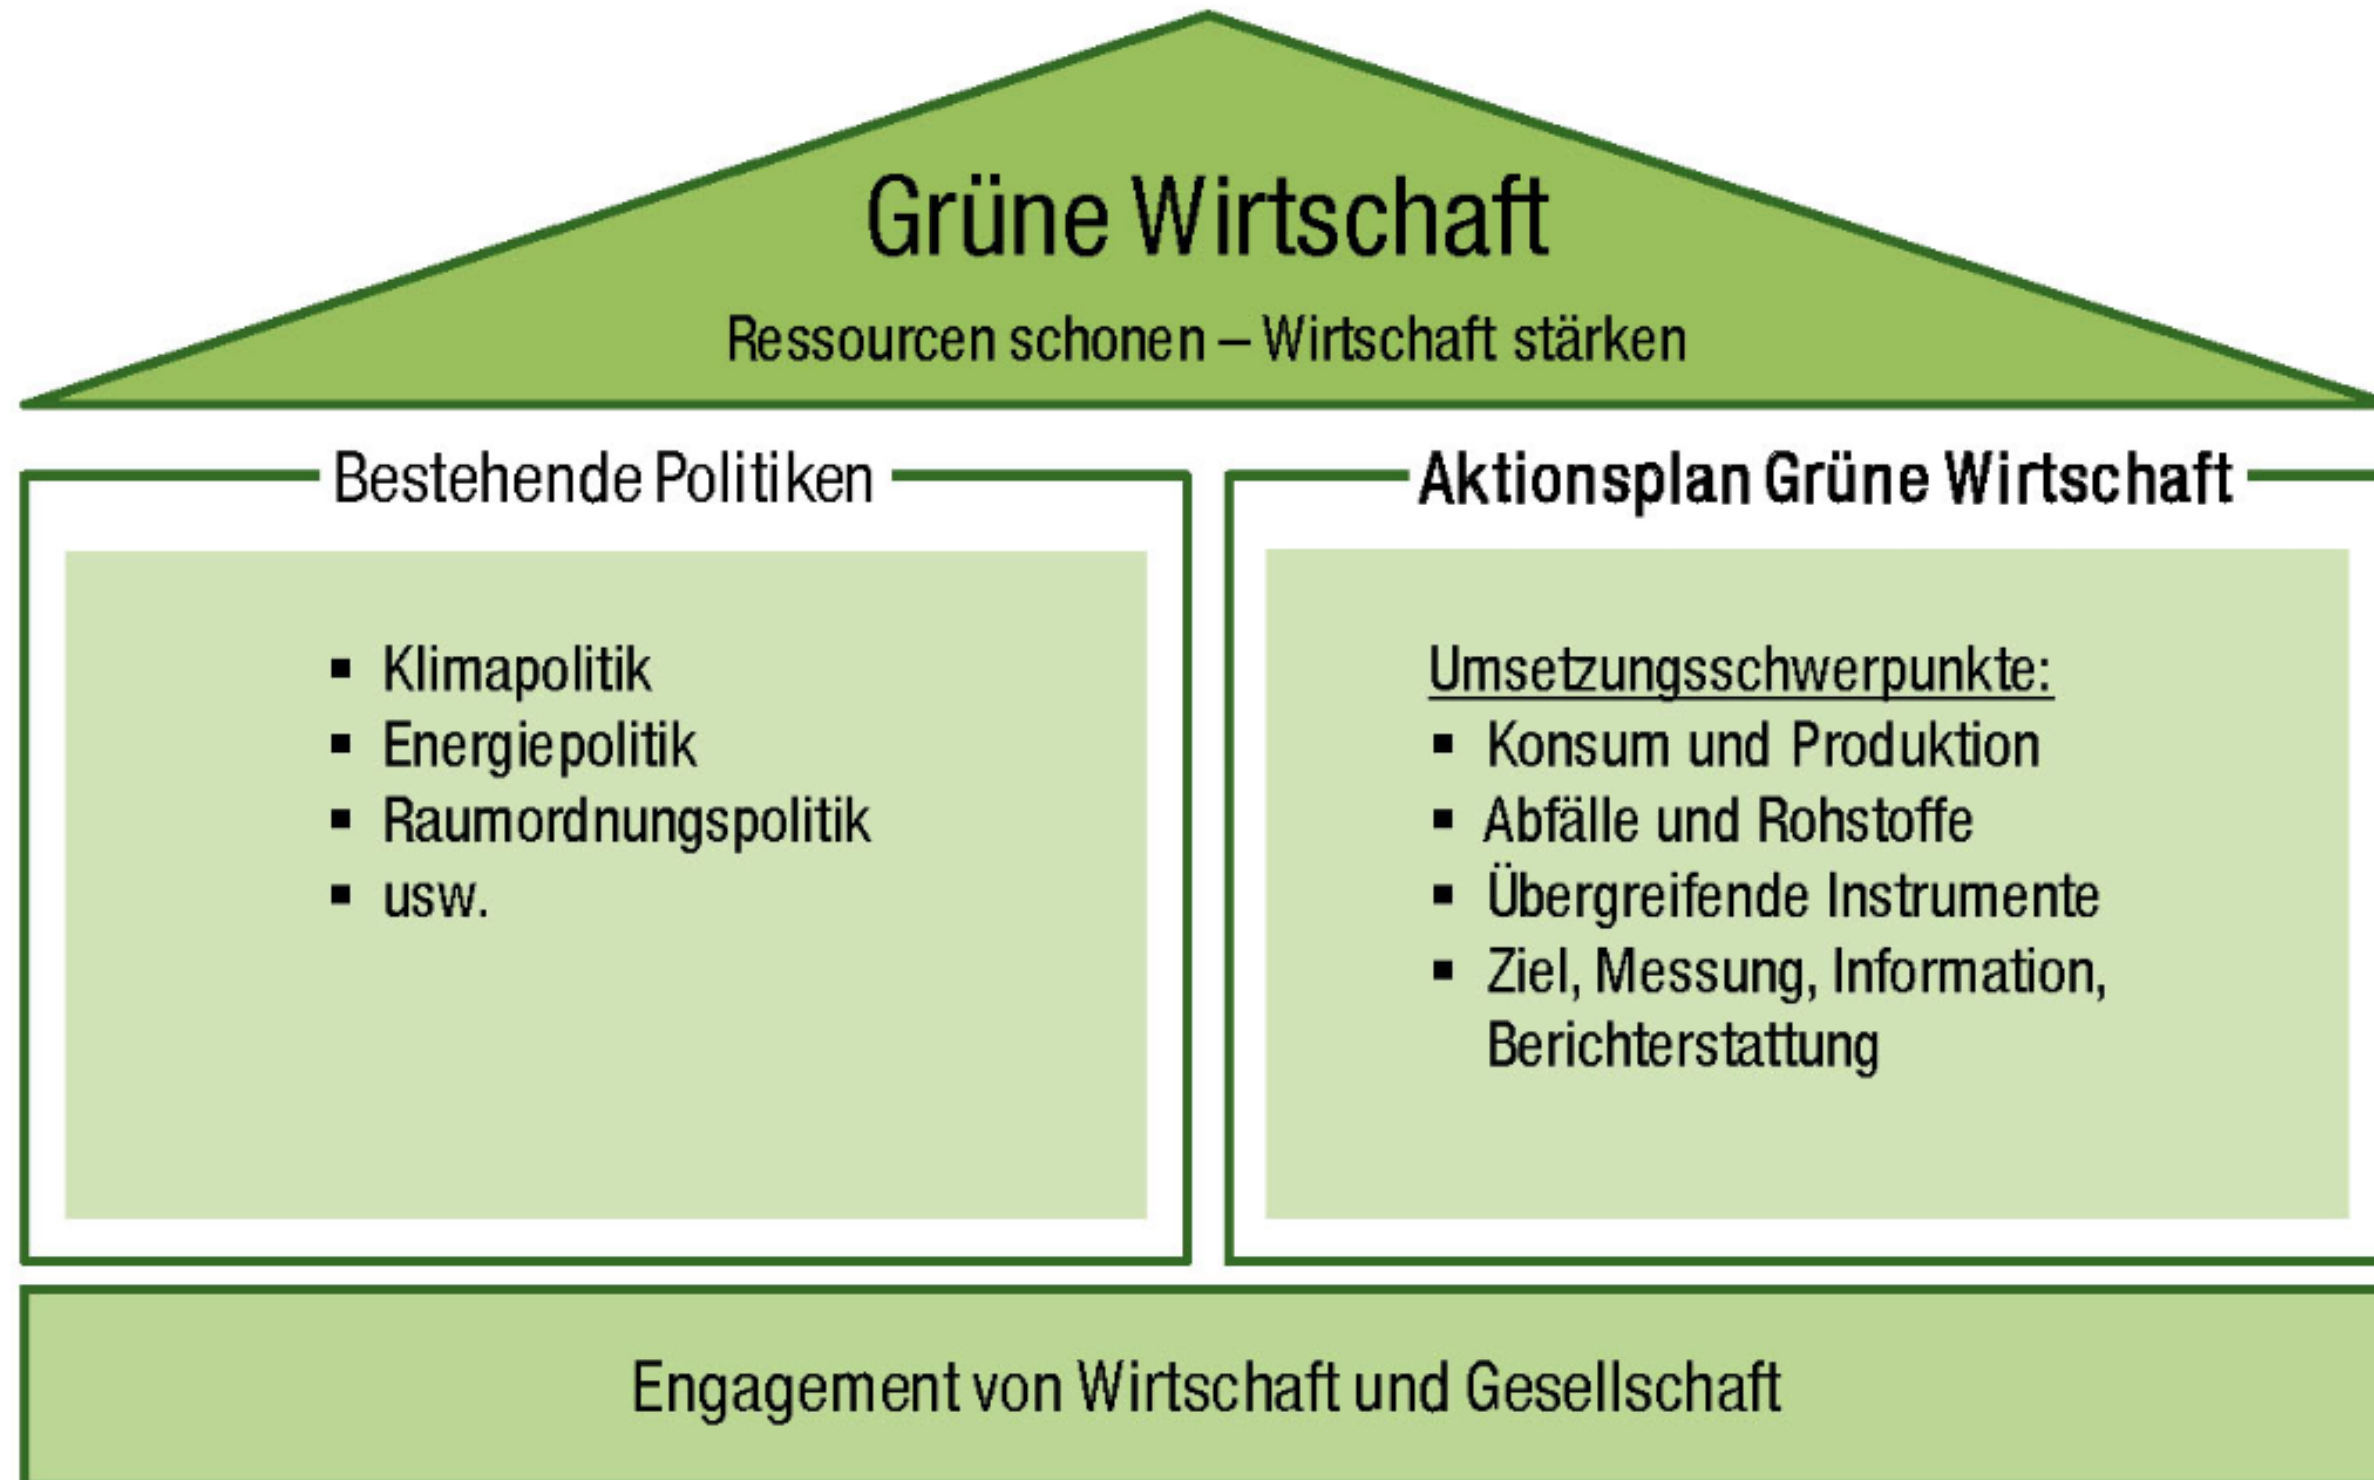 Grüne Wirtschaft
Ressourcen schonen – Wirtschaft stärken
Bestehende Politiken
▪ Klimapolitik
▪ Energiepolitik
▪ Raumordnungspolitik
▪ usw.
Aktionsplan Grüne Wirtschaft
Umsetzungsschwerpunkte:
▪ Konsum und Produktion
▪ Abfälle und Rohstoffe
▪ Übergreifende Instrumente
▪ Ziel, Messung, Information,
Berichterstattung
Engagement von Wirtschaft und Gesellschaft